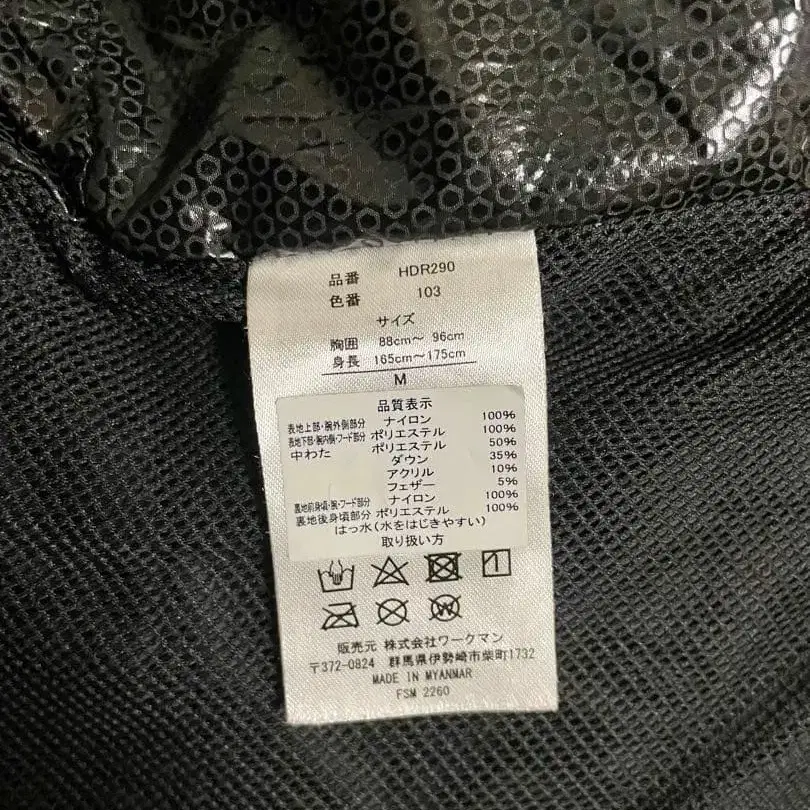 品番 HDR290
色番 103
サイズ
胸囲 88cm～ 96cm
身長 165cm～175cm
M
品質表示
表地上部・腕外側部分 ナイロン 100%
表地下部・腕内側・フード部分 ポリエステル 100%
中わた ポリエステル 50%
ダウン 35%
アクリル 10%
フェザー 5%
裏地前身頃・腕・フード部分 ナイロン 100%
裏地後身頃部分 ポリエステル 100%
はっ水(水をはじきやすい)
取り扱い方
販売元 株式会社ワークマン
〒372-0824 群馬県伊勢崎市柴町1732
MADE IN MYANMAR
FSM 2260